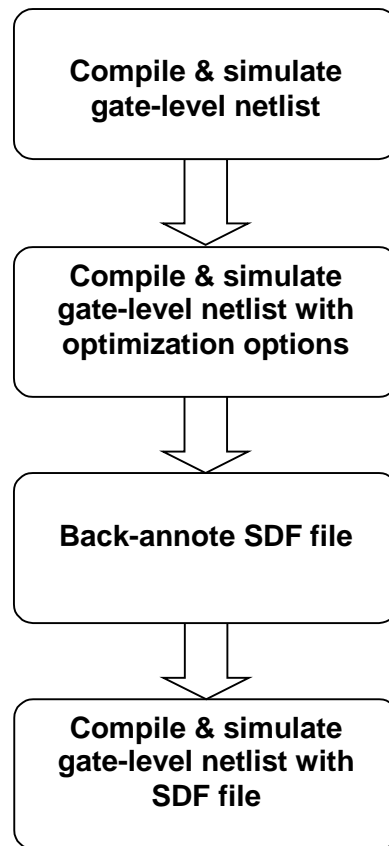 Compile & simulate
gate-level netlist
Compile & simulate
gate-level netlist with
optimization options
Back-annote SDF file
Compile & simulate
gate-level netlist with
SDF file